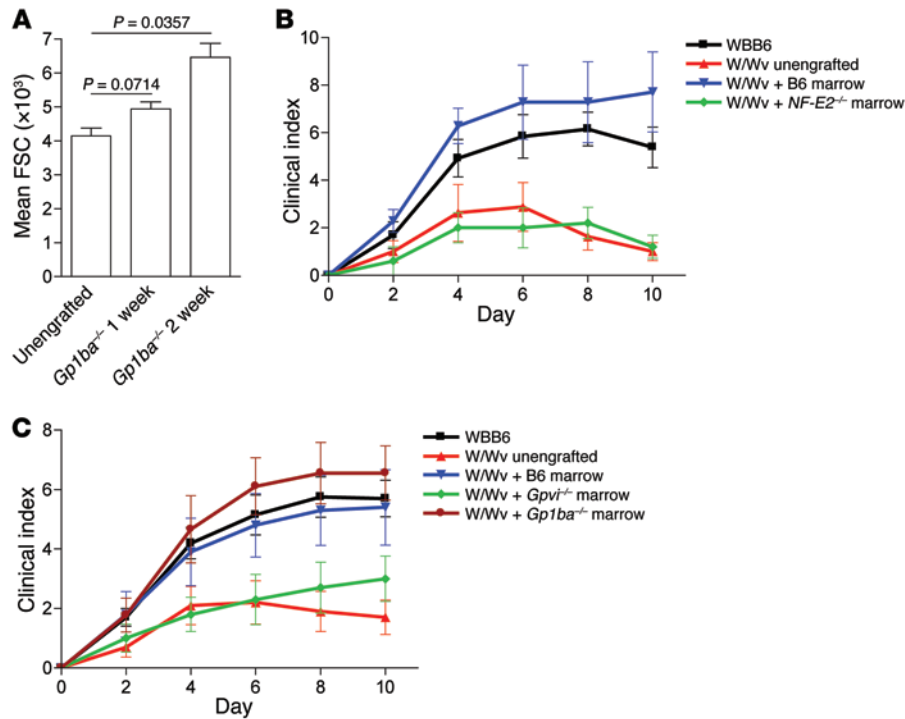 A
P = 0.0357
P = 0.0714
Mean FSC (×10³)
7
6
5
4
3
2
1
0
Unengrafted
Gp1ba–/– 1 week
Gp1ba–/– 2 week
B
Clinical index
10
8
6
4
2
0
0 2 4 6 8 10
Day
WBB6
W/Wv unengrafted
W/Wv + B6 marrow
W/Wv + NF-E2–/– marrow
C
Clinical index
8
6
4
2
0
0 2 4 6 8 10
Day
WBB6
W/Wv unengrafted
W/Wv + B6 marrow
W/Wv + Gpvi–/– marrow
W/Wv + Gp1ba–/– marrow